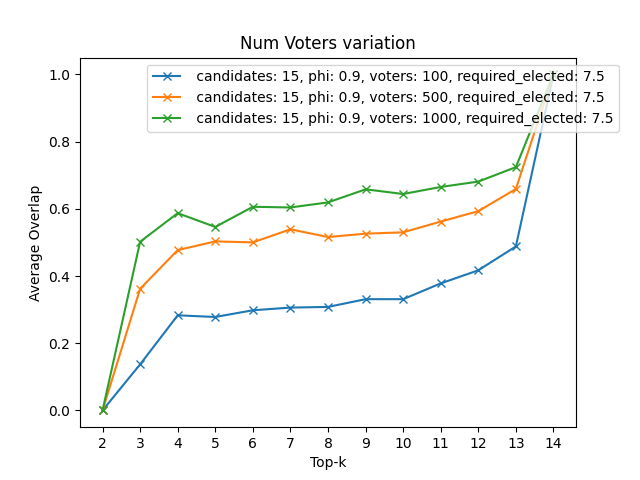 Num Voters variation
candidates: 15, phi: 0.9, voters: 100, required_elected: 7.5
candidates: 15, phi: 0.9, voters: 500, required_elected: 7.5
candidates: 15, phi: 0.9, voters: 1000, required_elected: 7.5
1.0
0.8
0.6
0.4
0.2
0.0
Average Overlap
2 3 4 5 6 7 8 9 10 11 12 13 14
Top-k